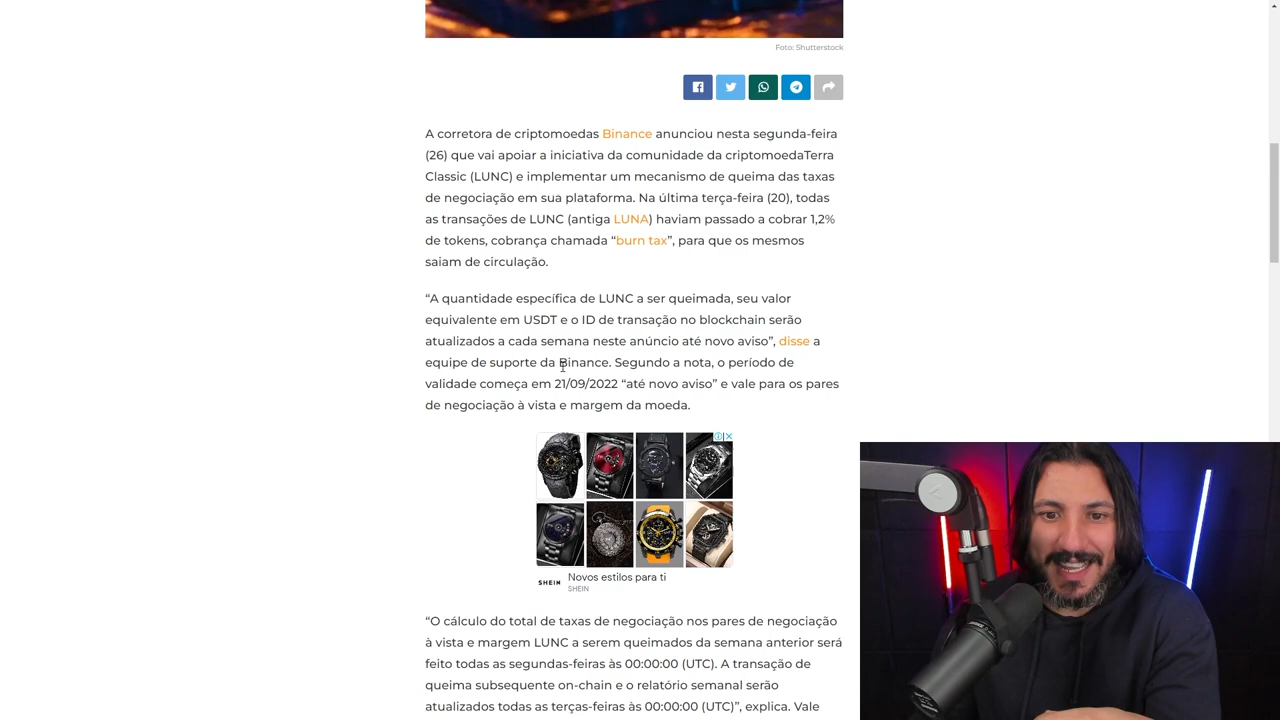 Foto: Shutterstock
A corretora de criptomoedas Binance anunciou nesta segunda-feira
(26) que vai apoiar a iniciativa da comunidade da criptomoedaTerra
Classic (LUNC) e implementar um mecanismo de queima das taxas
de negociação em sua plataforma. Na última terça-feira (20), todas
as transações de LUNC (antiga LUNA) haviam passado a cobrar 1,2%
de tokens, cobrança chamada “burn tax”, para que os mesmos
saiam de circulação.
“A quantidade específica de LUNC a ser queimada, seu valor
equivalente em USDT e o ID de transação no blockchain serão
atualizados a cada semana neste anúncio até novo aviso”, disse a
equipe de suporte da Binance. Segundo a nota, o período de
validade começa em 21/09/2022 “até novo aviso” e vale para os pares
de negociação à vista e margem da moeda.
SHEIN
Novos estilos para ti
SHEIN
“O cálculo do total de taxas de negociação nos pares de negociação
à vista e margem LUNC a serem queimados da semana anterior será
feito todas as segundas-feiras às 00:00:00 (UTC). A transação de
queima subsequente on-chain e o relatório semanal serão
atualizados todas as terças-feiras às 00:00:00 (UTC)”, explica. Vale